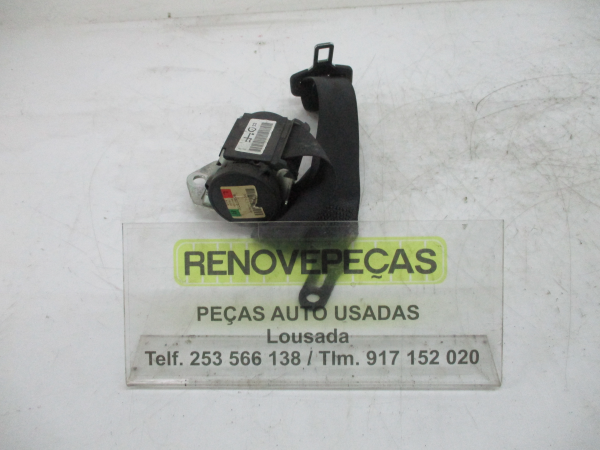 RENOVEPEÇAS
PEÇAS AUTO USADAS
Lousada
Telf. 253 566 138 / Tlm. 917 152 020